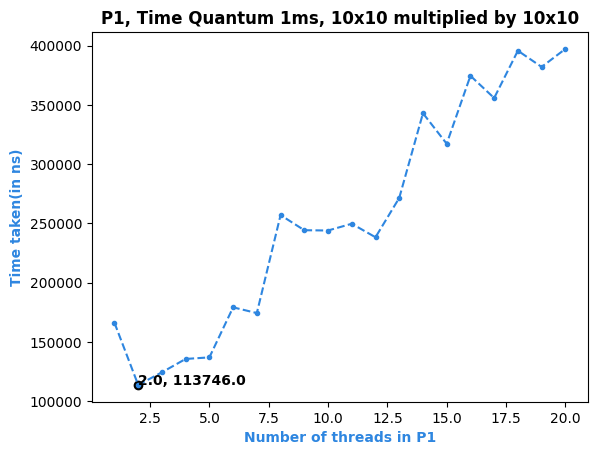 P1, Time Quantum 1ms, 10x10 multiplied by 10x10
Time taken(in ns)
400000
350000
300000
250000
200000
150000
100000
2.0, 113746.0
2.5 5.0 7.5 10.0 12.5 15.0 17.5 20.0
Number of threads in P1